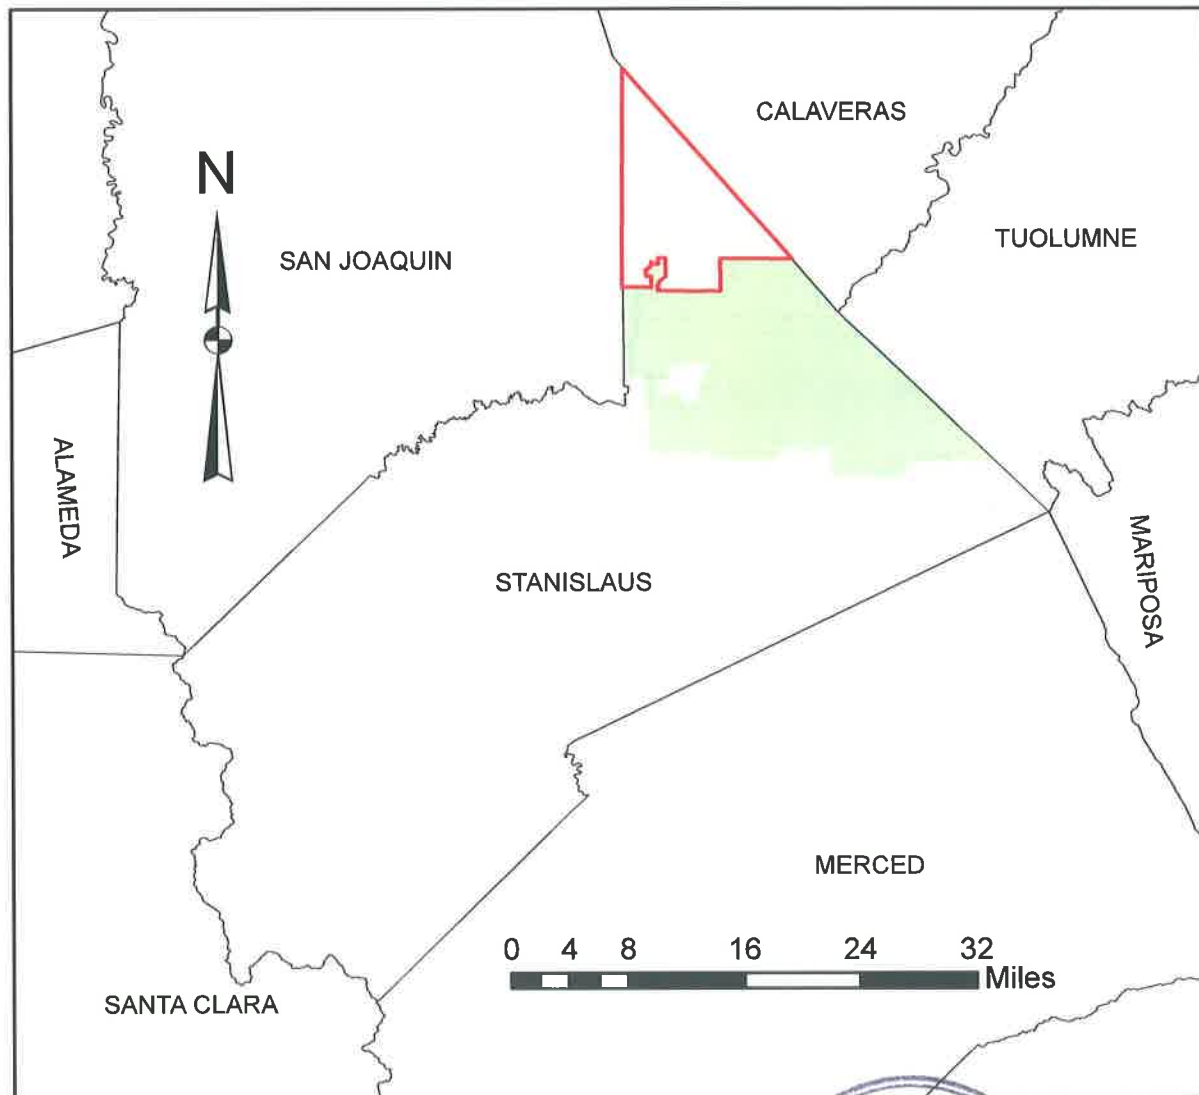 CALAVERAS
N
TUOLUMNE
SAN JOAQUIN
ALAMEDA
MARIPOSA
STANISLAUS
MERCED
0 4 8 16 24 32
Miles
SANTA CLARA